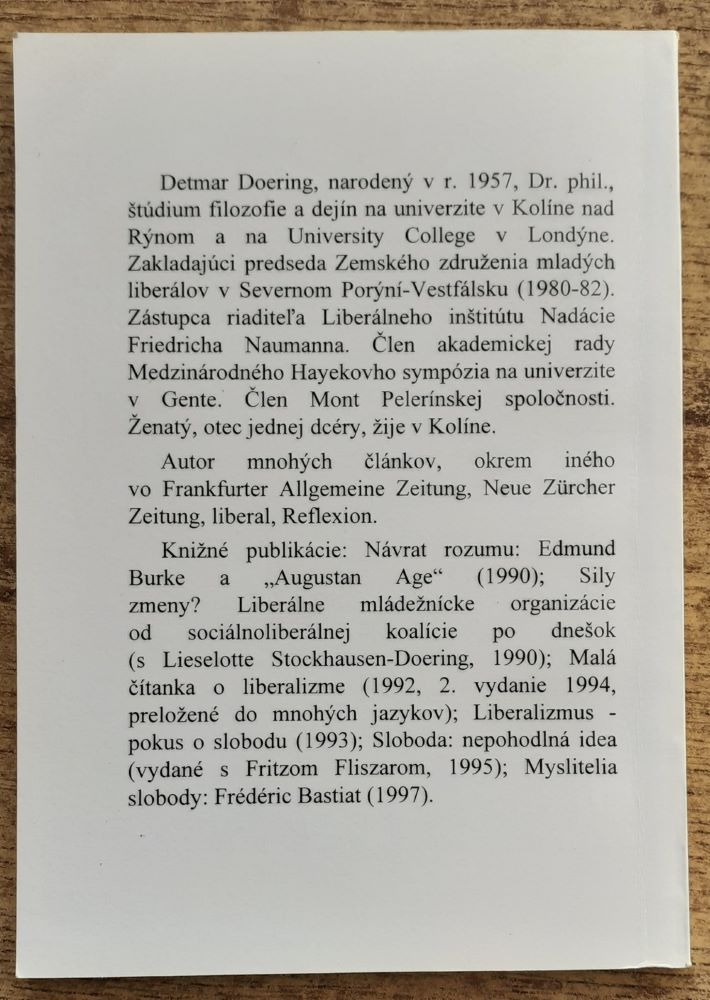 Detmar Doering, narodený v r. 1957, Dr. phil.,
štúdium filozofie a dejín na univerzite v Kolíne nad
Rýnom a na University College v Londýne.
Zakladajúci predseda Zemského združenia mladých
liberálov v Severnom Porýní-Vestfálsku (1980-82).
Zástupca riaditeľa Liberálneho inštitútu Nadácie
Friedricha Naumanna. Člen akademickej rady
Medzinárodného Hayekovho sympózia na univerzite
v Gente. Člen Mont Pelerínskej spoločnosti.
Ženatý, otec jednej dcéry, žije v Kolíne.
Autor mnohých článkov, okrem iného
vo Frankfurter Allgemeine Zeitung, Neue Zürcher
Zeitung, liberal, Reflexion.
Knižné publikácie: Návrat rozumu: Edmund
Burke a „Augustan Age“ (1990); Sily
zmeny? Liberálne mládežnícke organizácie
od sociálnoliberálnej koalície po dnešok
(s Lieselotte Stockhausen-Doering, 1990); Malá
čítanka o liberalizme (1992, 2. vydanie 1994,
preložené do mnohých jazykov); Liberalizmus -
pokus o slobodu (1993); Sloboda: nepohodlná idea
(vydané s Fritzom Fliszarom, 1995); Myslitelia
slobody: Frédéric Bastiat (1997).